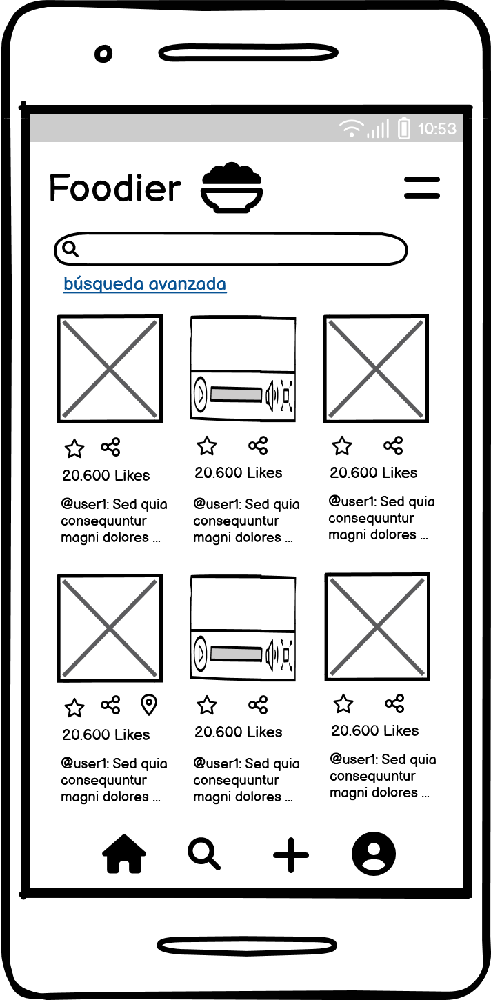 10:53
Foodier
búsqueda avanzada
20.600 Likes
20.600 Likes
20.600 Likes
@user1: Sed quia
consequuntur
magni dolores ...
@user1: Sed quia
consequuntur
magni dolores ...
@user1: Sed quia
consequuntur
magni dolores ...
20.600 Likes
20.600 Likes
20.600 Likes
@user1: Sed quia
consequuntur
magni dolores ...
@user1: Sed quia
consequuntur
magni dolores ...
@user1: Sed quia
consequuntur
magni dolores ...